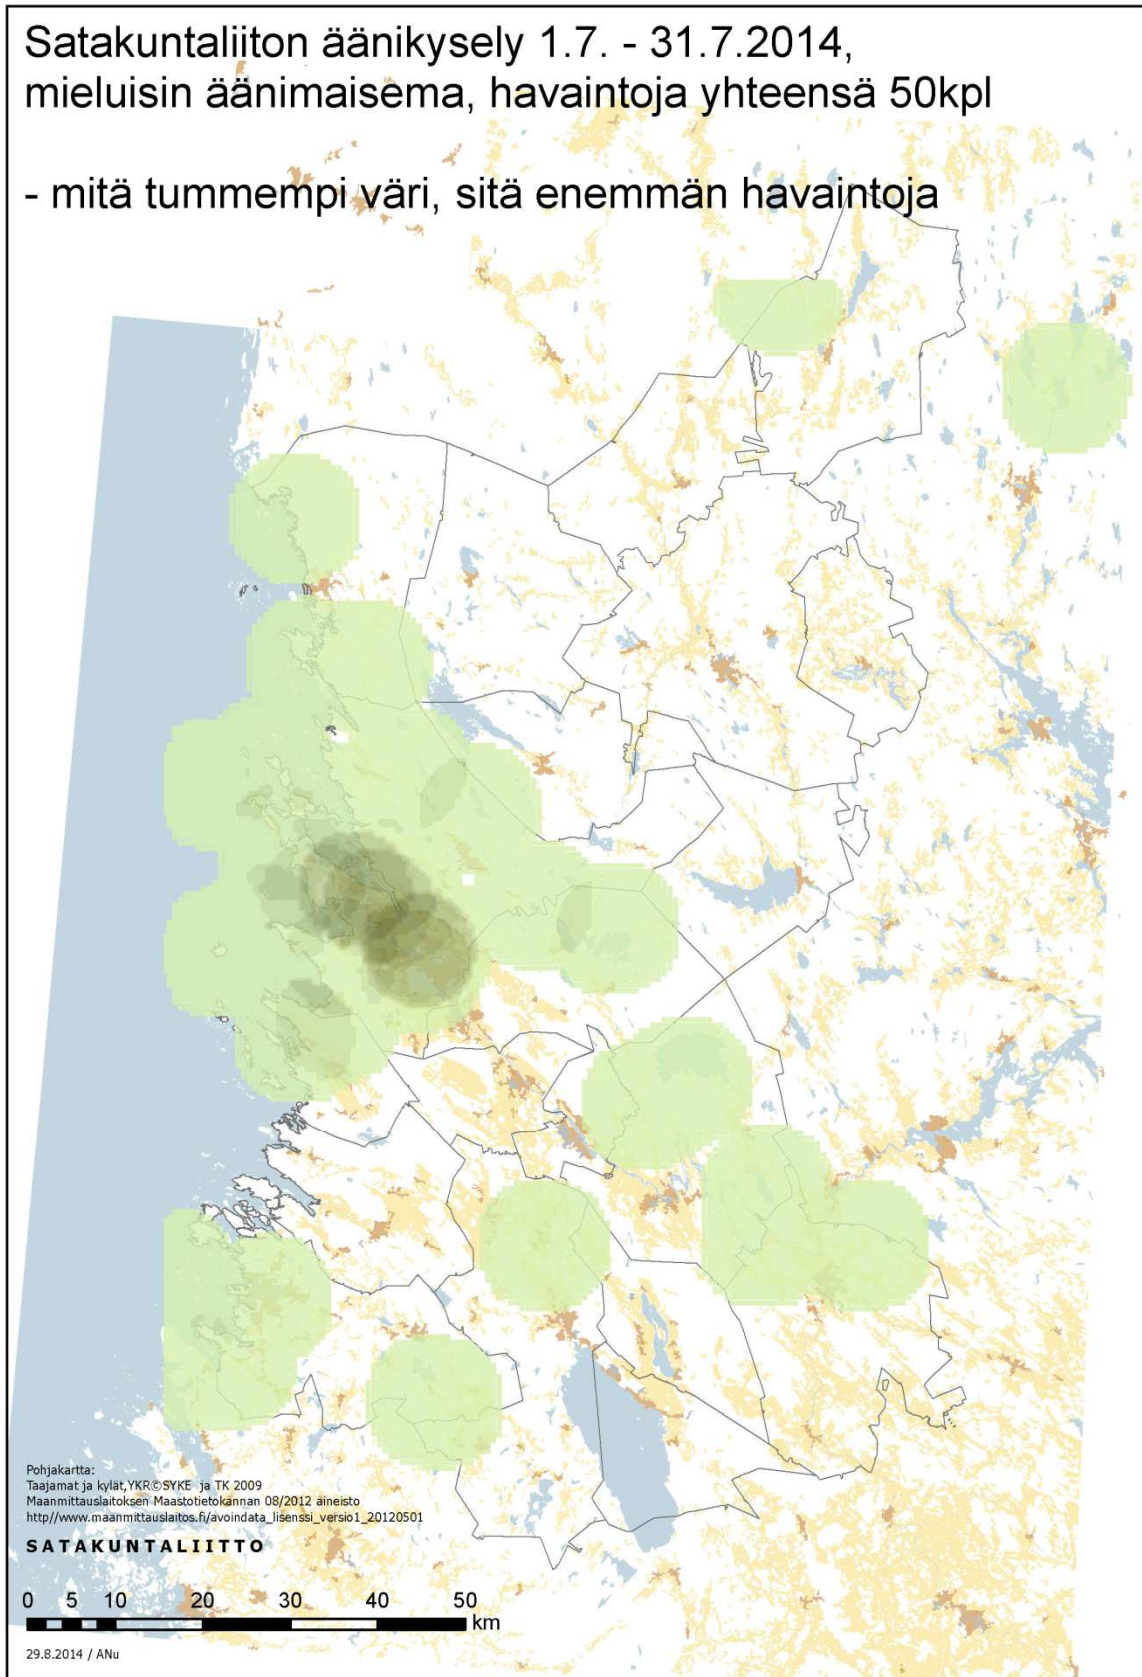 Satakuntaliiton äänikysely 1.7. - 31.7.2014,
mieluisin äänimaisema, havaintoja yhteensä 50kpl
- mitä tummempi väri, sitä enemmän havaintoja
Pohjakartta:
Taajamat ja kylät,YKR©SYKE ja TK 2009
Maanmittauslaitoksen Maastotietokannan 08/2012 aineisto
http//www.maanmittauslaitos.fi/avoindata_lisenssi_versio1_20120501
SATAKUNTALIITTO
0 5 10 20 30 40 50
km
29.8.2014 / ANu